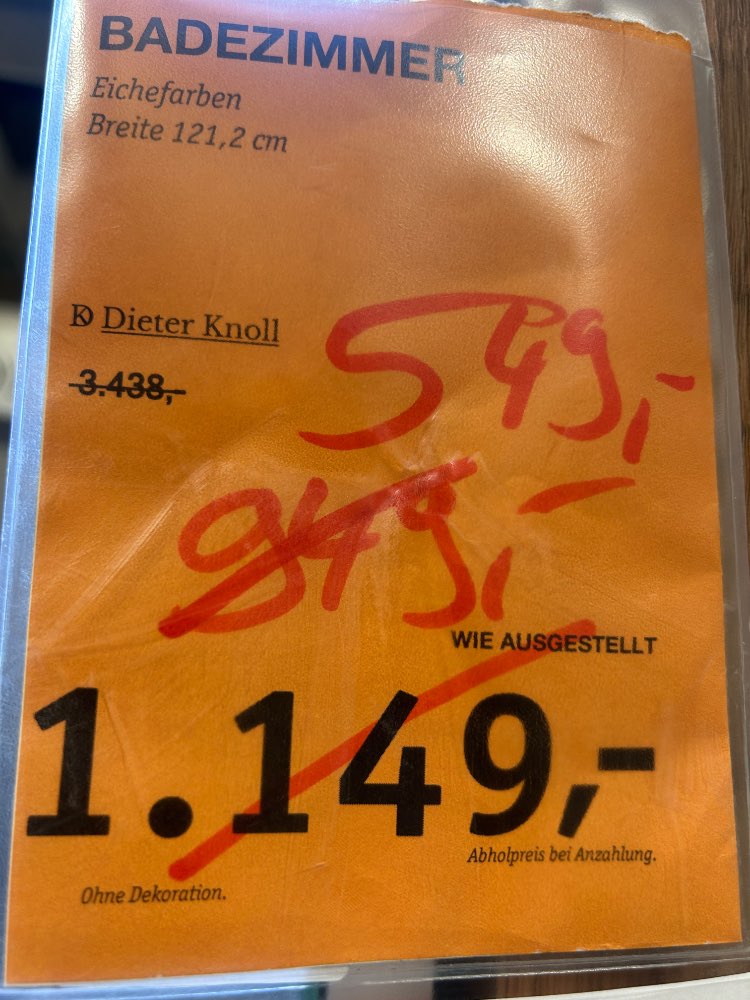 BADEZIMMER
Eichefarben
Breite 121,2 cm
Dieter Knoll
3.438,-
549,-
949,-
WIE AUSGESTELLT
1.149,-
Abholpreis bei Anzahlung.
Ohne Dekoration.